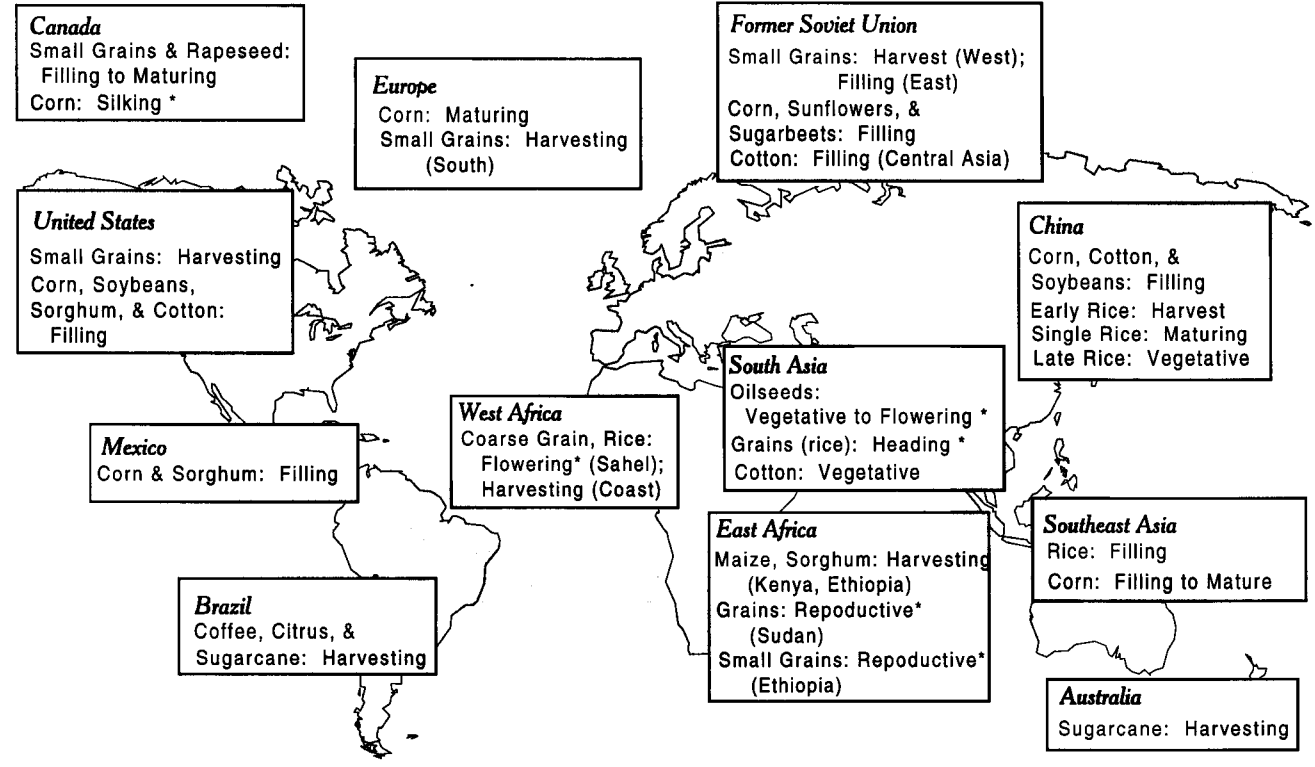 Canada
Small Grains & Rapeseed:
Filling to Maturing
Corn: Silking *
Europe
Corn: Maturing
Small Grains: Harvesting
(South)
Former Soviet Union
Small Grains: Harvest (West);
Filling (East)
Corn, Sunflowers, &
Sugarbeets: Filling
Cotton: Filling (Central Asia)
United States
Small Grains: Harvesting
Corn, Soybeans,
Sorghum, & Cotton:
Filling
China
Corn, Cotton, &
Soybeans: Filling
Early Rice: Harvest
Single Rice: Maturing
Late Rice: Vegetative
South Asia
Oilseeds:
Vegetative to Flowering *
Grains (rice): Heading *
Cotton: Vegetative
West Africa
Coarse Grain, Rice:
Flowering* (Sahel);
Harvesting (Coast)
Mexico
Corn & Sorghum: Filling
East Africa
Maize, Sorghum: Harvesting
(Kenya, Ethiopia)
Grains: Repoductive*
(Sudan)
Small Grains: Repoductive*
(Ethiopia)
Southeast Asia
Rice: Filling
Corn: Filling to Mature
Brazil
Coffee, Citrus, &
Sugarcane: Harvesting
Australia
Sugarcane: Harvesting